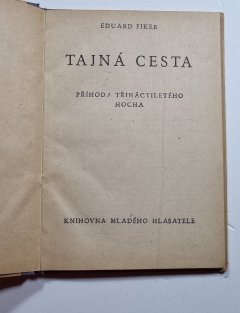 EDUARD FIKER
TAJNÁ CESTA
PŘÍHODA TŘINÁCTILETÉHO
HOCHA
KNIHOVNA MLADÉHO HLASATELE